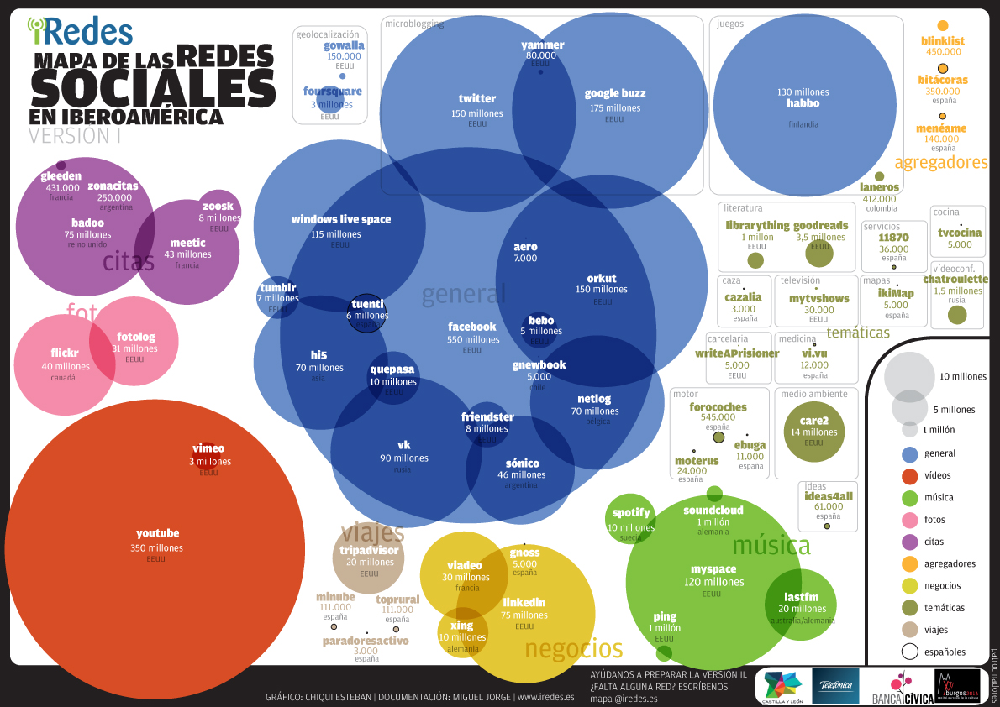 iRedes
MAPA DE LAS REDES
SOCIALES
EN IBEROAMÉRICA
VERSIÓN I
geolocalización
gowalla
150.000
EEUU
foursquare
3 millones
EEUU
microblogging
yammer
80.000
EEUU
twitter
150 millones
EEUU
google buzz
175 millones
EEUU
juegos
130 millones
habbo
finlandia
blinklist
450.000
bitácoras
350.000
españa
menéame
140.000
españa
agregadores
gleeden
431.000
francia
zonacitas
250.000
argentina
badoo
75 millones
reino unido
zoosk
8 millones
EEUU
meetic
43 millones
francia
citas
windows live space
115 millones
EEUU
aero
7.000
orkut
150 millones
EEUU
general
tumblr
7 millones
EEUU
tuenti
6 millones
españa
facebook
550 millones
EEUU
bebo
5 millones
EEUU
hi5
70 millones
asia
quepasa
10 millones
EEUU
gnewbook
5.000
chile
netlog
70 millones
bélgica
friendster
8 millones
EEUU
vk
90 millones
rusia
sónico
46 millones
argentina
laneros
412.000
colombia
literatura
librarything
1 millón
EEUU
goodreads
3,5 millones
EEUU
servicios
11870
36.000
españa
cocina
tvcocina
5.000
caza
cazalia
3.000
españa
televisión
mytvshows
30.000
EEUU
mapas
ikiMap
5.000
españa
videoconf.
chatroulette
1,5 millones
rusia
temáticas
carcelaria
writeAPrisioner
5.000
EEUU
medicina
vi.vu
12.000
españa
motor
forocoches
545.000
españa
ebuga
11.000
españa
moterus
24.000
españa
medio ambiente
care2
14 millones
EEUU
ideas
ideas4all
61.000
españa
flickr
40 millones
canadá
fotolog
31 millones
EEUU
vimeo
3 millones
EEUU
youtube
350 millones
EEUU
viajes
tripadvisor
20 millones
EEUU
minube
111.000
españa
toprural
111.000
españa
paradoresactivo
3.000
españa
viadeo
30 millones
francia
gnoss
5.000
españa
linkedin
75 millones
EEUU
xing
10 millones
alemania
negocios
spotify
10 millones
suecia
soundcloud
1 millón
alemania
música
myspace
120 millones
EEUU
lastfm
20 millones
australia/alemania
ping
1 millón
EEUU
10 millones
5 millones
1 millón
general
vídeos
música
fotos
citas
agregadores
negocios
temáticas
viajes
españoles
GRÁFICO: CHIQUI ESTEBAN | DOCUMENTACIÓN: MIGUEL JORGE | www.iredes.es
AYÚDANOS A PREPARAR LA VERSIÓN II.
¿FALTA ALGUNA RED? ESCRÍBENOS
mapa @iredes.es
CASTILLA Y LEÓN
Telefónica
BANCA CÍVICA
burgos2016
patrocinadores